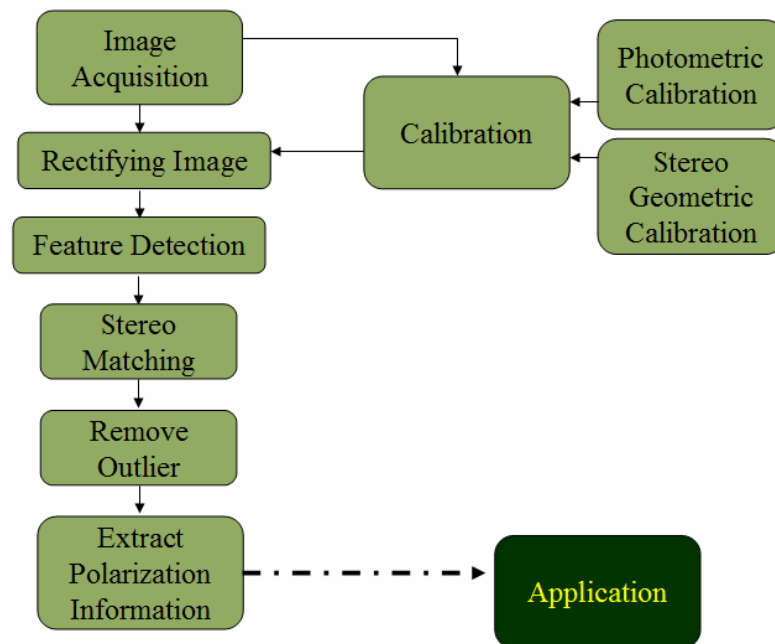 Image
Acquisition
Photometric
Calibration
Calibration
Rectifying Image
Stereo
Geometric
Calibration
Feature Detection
Stereo
Matching
Remove
Outlier
Extract
Polarization
Information
Application